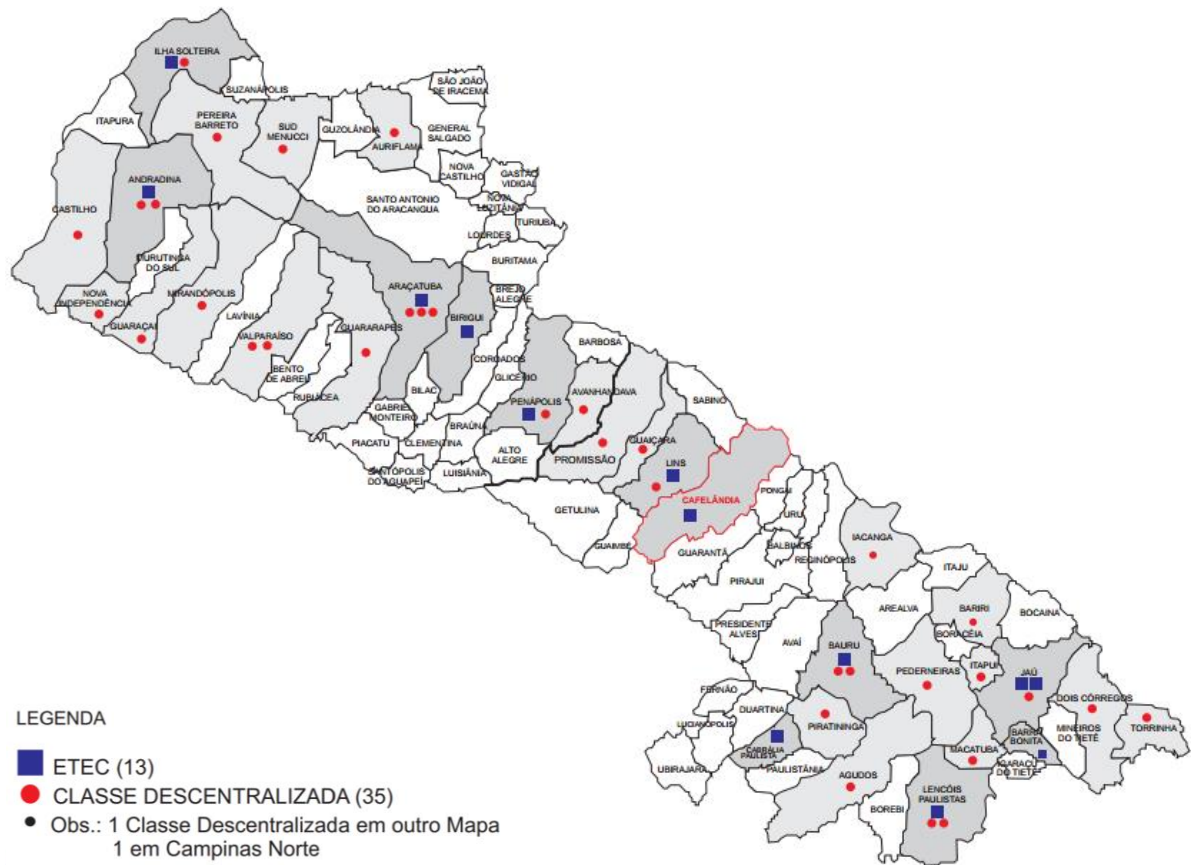 ILHA SOLTEIRA
SUZANÁPOLIS
SÃO JOÃO
DE IRACEMA
ITAPURA
PEREIRA
BARRETO
SUD
MENUCCI
GUZOLÂNDIA
AURIFLAMA
GENERAL
SALGADO
NOVA
CASTILHO
GASTÃO
VIDIGAL
ANDRADINA
CASTILHO
SANTO ANTONIO
DO ARACANGUA
NOVA
LUZITÂNIA
TURIUBA
LOURDES
BURITAMA
MURUTINGA
DO SUL
NOVA
INDEPENDÊNCIA
GUARAÇAI
MIRANDÓPOLIS
LAVÍNIA
VALPARAÍSO
BENTO
DE ABREU
RUBIÁCEA
GUARARAPES
ARAÇATUBA
BIRIGUI
BREJO
ALEGRE
COROADOS
GLICÉRIO
BARBOSA
BILAC
GABRIEL
MONTEIRO
PIACATU
CLEMENTINA
SANTÓPOLIS
DO AGUAPEÍ
BRAÚNA
LUISIÂNIA
PENÁPOLIS
AVANHANDAVA
ALTO
ALEGRE
PROMISSÃO
GUAIÇARA
SABINO
LINS
CAFELÂNDIA
GETULINA
GUAIMBÉ
PONGAI
URU
GUARANTÃ
BALBINOS
REGINÓPOLIS
PIRAJUI
IACANGA
ITAJU
PRESIDENTE
ALVES
AVAÍ
AREALVA
BARIRI
BOCAINA
BORACÉIA
BAURU
PEDERNEIRAS
ITAPUI
JAÚ
DOIS CÓRREGOS
FERNÃO
DUARTINA
LUCIANÓPOLIS
PIRATININGA
CABRÁLIA
PAULISTA
UBIRAJARA
PAULISTÂNIA
AGUDOS
BOREBI
MACATUBA
BARRA
BONITA
MINEIROS
DO TIETÊ
TORRINHA
IGARAÇU
DO TIETÊ
LENCÓIS
PAULISTAS
LEGENDA
ETEC (13)
CLASSE DESCENTRALIZADA (35)
• Obs.: 1 Classe Descentralizada em outro Mapa
1 em Campinas Norte